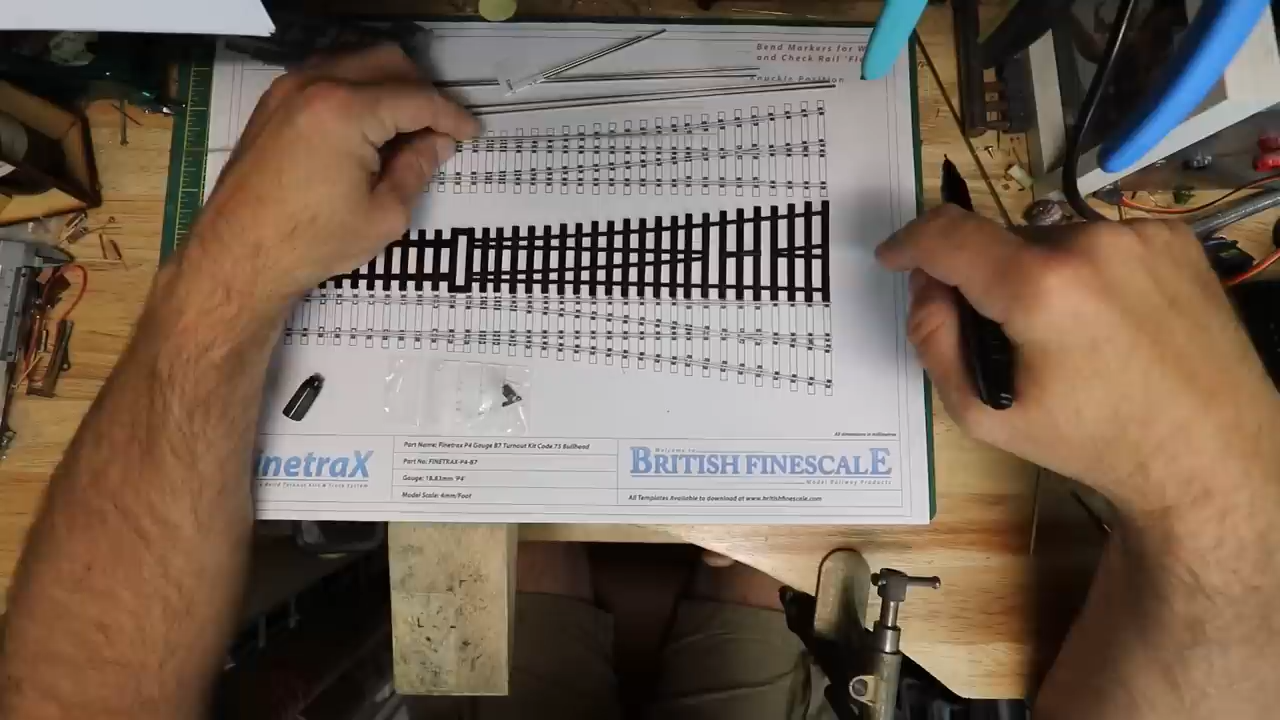 Bend Markers for W
and Check Rail 'Fl
Knuckle Position
All dimensions in millimetres
inetraX
Part Name: Finetrax P4 Gauge B7 Turnout Kit Code 75 Bullhead
Part No: FINETRAX-P4-B7
Gauge: 18.83mm 'P4'
Model Scale: 4mm/Foot
Welcome to
BRITISH FINESCALE
Model Railway Products
All Templates Available to download at www.britishfinescale.com